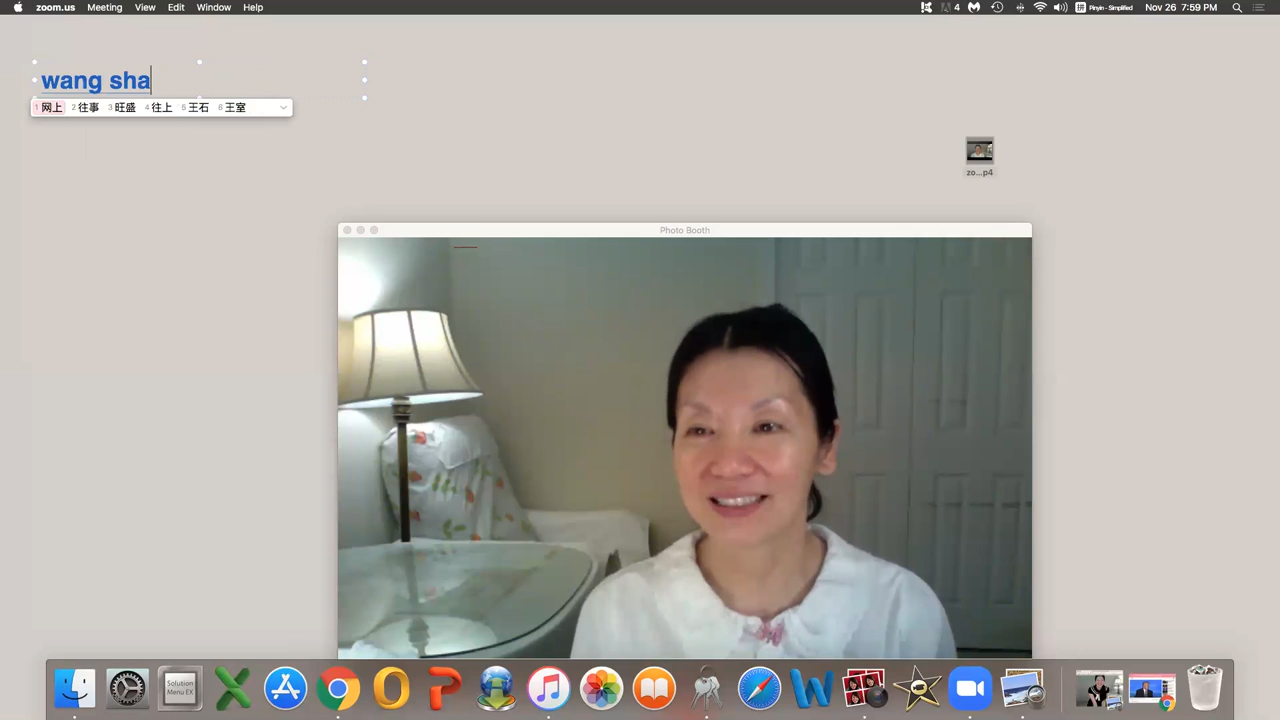 zoom.us Meeting View Edit Window Help 4 拼 Pinyin - Simplified Nov 26 7:59 PM
wang sha
1 网上 2 往事 3 旺盛 4 往上 5 王石 6 王室
zo...p4
Photo Booth
Solution
Menu EX